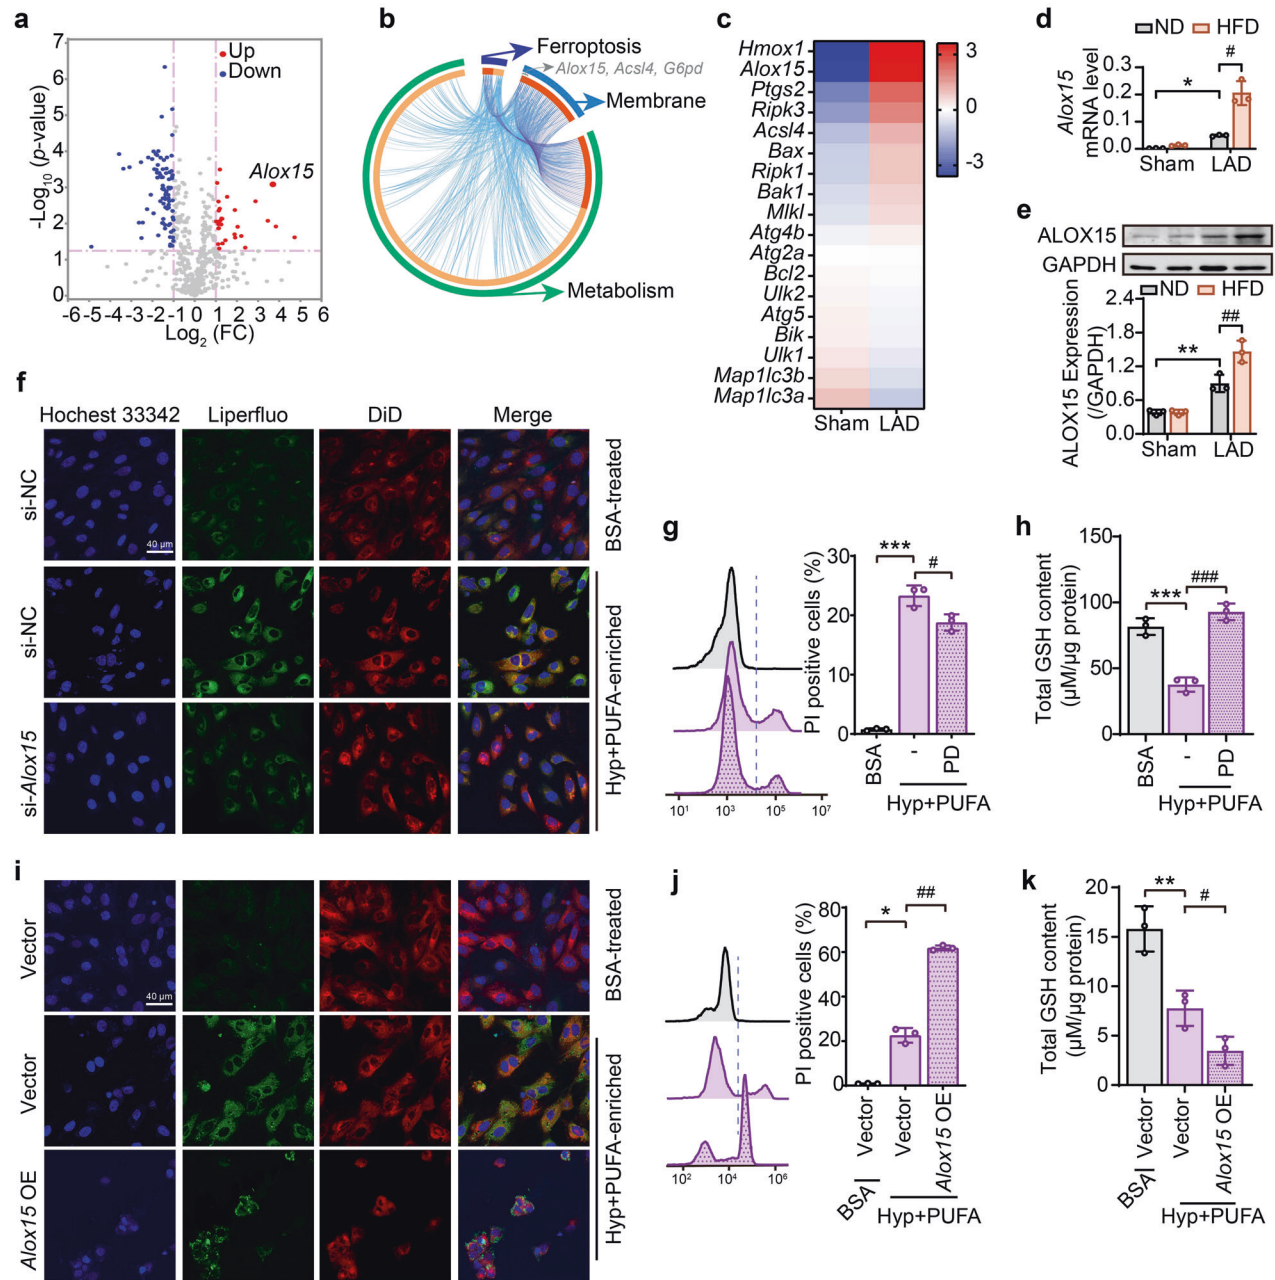 a
7
6
5
4
3
2
1
0
-Log10 (p-value)
Up
Down
Alox15
-6 -5 -4 -3 -2 -1 0 1 2 3 4 5 6
Log2 (FC)
b
Ferroptosis
Alox15, Acsl4, G6pd
Membrane
Metabolism
c
Hmox1
Alox15
Ptgs2
Ripk3
Acsl4
Bax
Ripk1
Bak1
Mlkl
Atg4b
Atg2a
Bcl2
Ulk2
Atg5
Bik
Ulk1
Map1lc3b
Map1lc3a
Sham LAD
3
0
-3
d
ND HFD
Alox15
mRNA level
0.3
0.2
0.1
0.0
*
#
Sham LAD
e
ALOX15
GAPDH
ND HFD
ALOX15 Expression
(/GAPDH)
2.4
1.8
1.2
0.6
0.0
**
##
Sham LAD
f
Hochest 33342 Liperfluo DiD Merge
si-NC
40 μm
BSA-treated
si-NC
si-Alox15
Hyp+PUFA-enriched
g
10¹ 10³ 10⁵ 10⁷
PI positive cells (%)
30
20
10
0
***
#
BSA - PD
Hyp+PUFA
h
Total GSH content
(μM/μg protein)
150
100
50
0
***
###
BSA - PD
Hyp+PUFA
i
Vector
40 μm
BSA-treated
Vector
Alox15 OE
Hyp+PUFA-enriched
j
10² 10⁴ 10⁶
PI positive cells (%)
80
60
40
20
0
*
##
Vector Vector Alox15 OE
BSA Hyp+PUFA
k
Total GSH content
(μM/μg protein)
20
15
10
5
0
**
#
Vector Vector Alox15 OE
BSA Hyp+PUFA